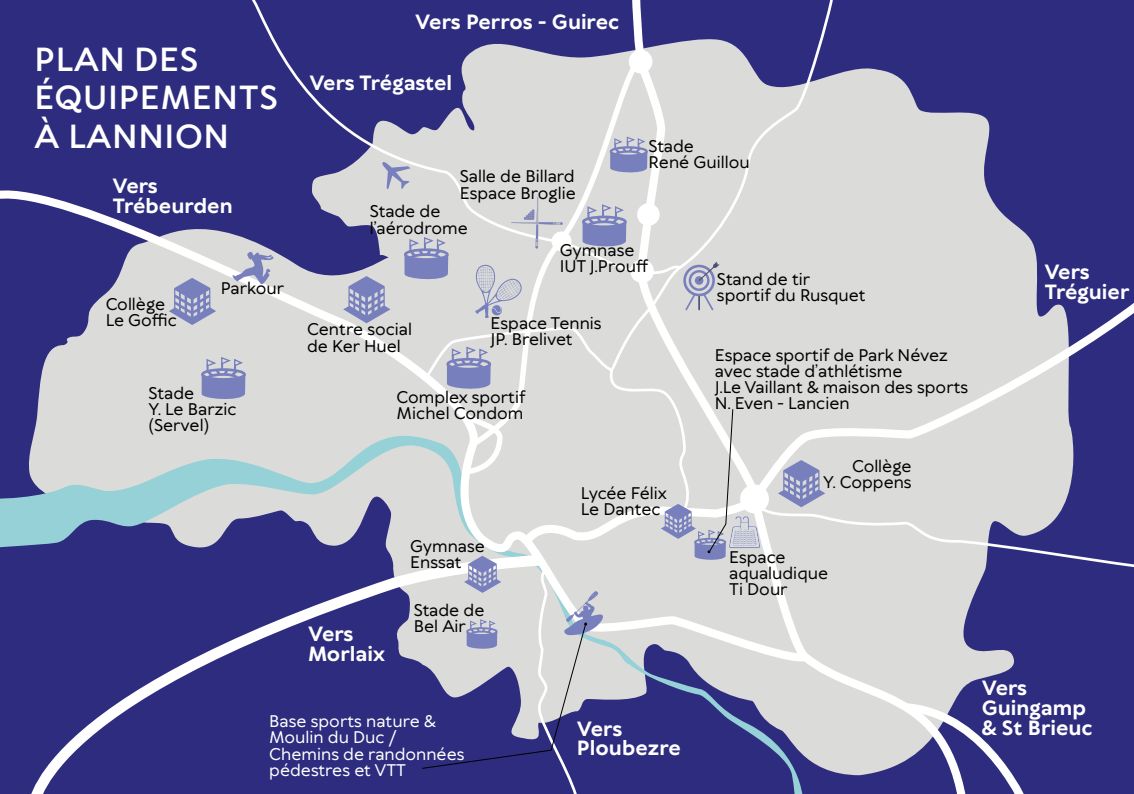 PLAN DES
ÉQUIPEMENTS
À LANNION
Vers Perros - Guirec
Vers Trégastel
Vers
Trébeurden
Stade
René Guillou
Salle de Billard
Espace Broglie
Stade de
l'aérodrome
Gymnase
IUT J.Prouff
Stand de tir
sportif du Rusquet
Vers
Tréguier
Parkour
Collège
Le Goffic
Centre social
de Ker Huel
Espace Tennis
JP. Brelivet
Stade
Y. Le Barzic
(Servel)
Complex sportif
Michel Condom
Espace sportif de Park Névez
avec stade d'athlétisme
J.Le Vaillant & maison des sports
N. Even - Lancien
Collège
Y. Coppens
Lycée Félix
Le Dantec
Gymnase
Enssat
Espace
aqualudique
Ti Dour
Stade de
Bel Air
Vers
Morlaix
Base sports nature &
Moulin du Duc /
Chemins de randonnées
pédestres et VTT
Vers
Ploubezre
Vers
Guingamp
& St Brieuc